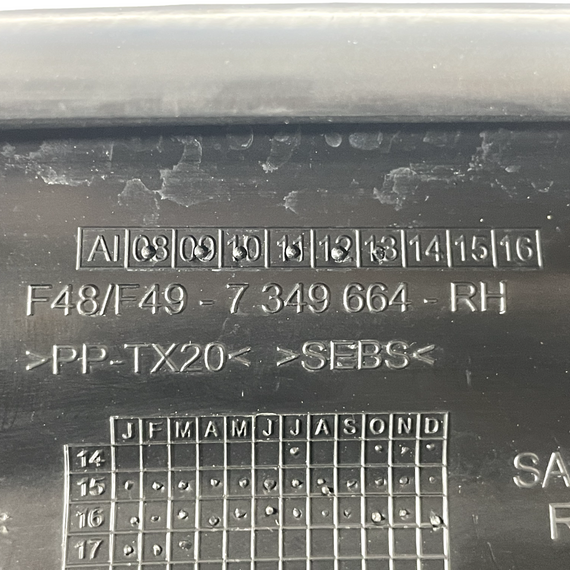 AI 08 09 10 11 12 13 14 15 16
F48/F49 - 7 349 664 - RH
>PP-TX20< >SEBS<
J F M A M J J A S O N D
14
15
SA
16
R
17